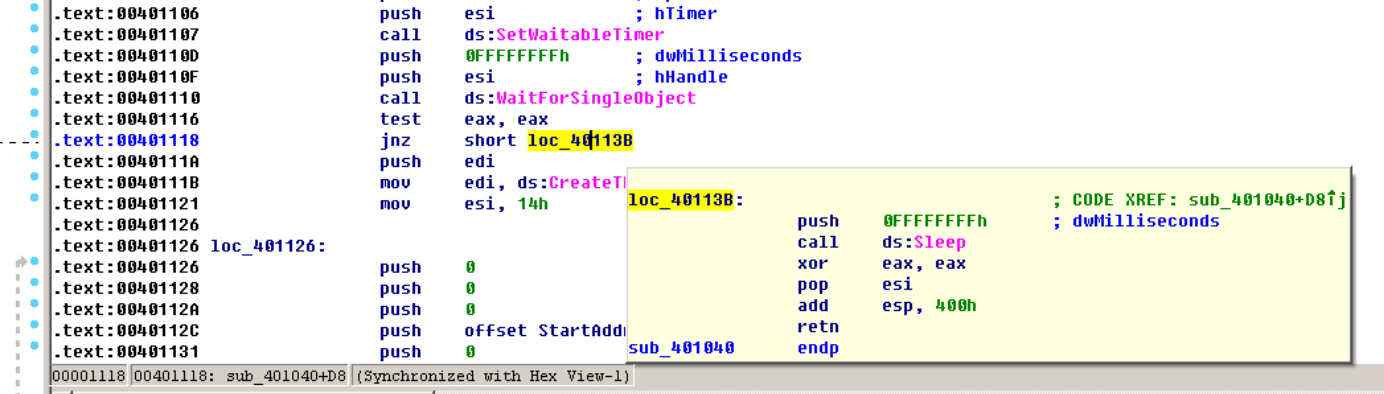 .text:00401106 push esi ; hTimer
.text:00401107 call ds:SetWaitableTimer
.text:0040110D push 0FFFFFFFFh ; dwMilliseconds
.text:0040110F push esi ; hHandle
.text:00401110 call ds:WaitForSingleObject
.text:00401116 test eax, eax
.text:00401118 jnz short loc_40113B
.text:0040111A push edi
.text:0040111B mov edi, ds:CreateTh
.text:00401121 mov esi, 14h
.text:00401126
.text:00401126 loc_401126:
.text:00401126 push 0
.text:00401128 push 0
.text:0040112A push 0
.text:0040112C push offset StartAdd
.text:00401131 push 0
loc_40113B: ; CODE XREF: sub_401040+D8↑j
push 0FFFFFFFFh ; dwMilliseconds
call ds:Sleep
xor eax, eax
pop esi
add esp, 400h
retn
sub_401040 endp
00001118 00401118: sub_401040+D8 (Synchronized with Hex View-1)